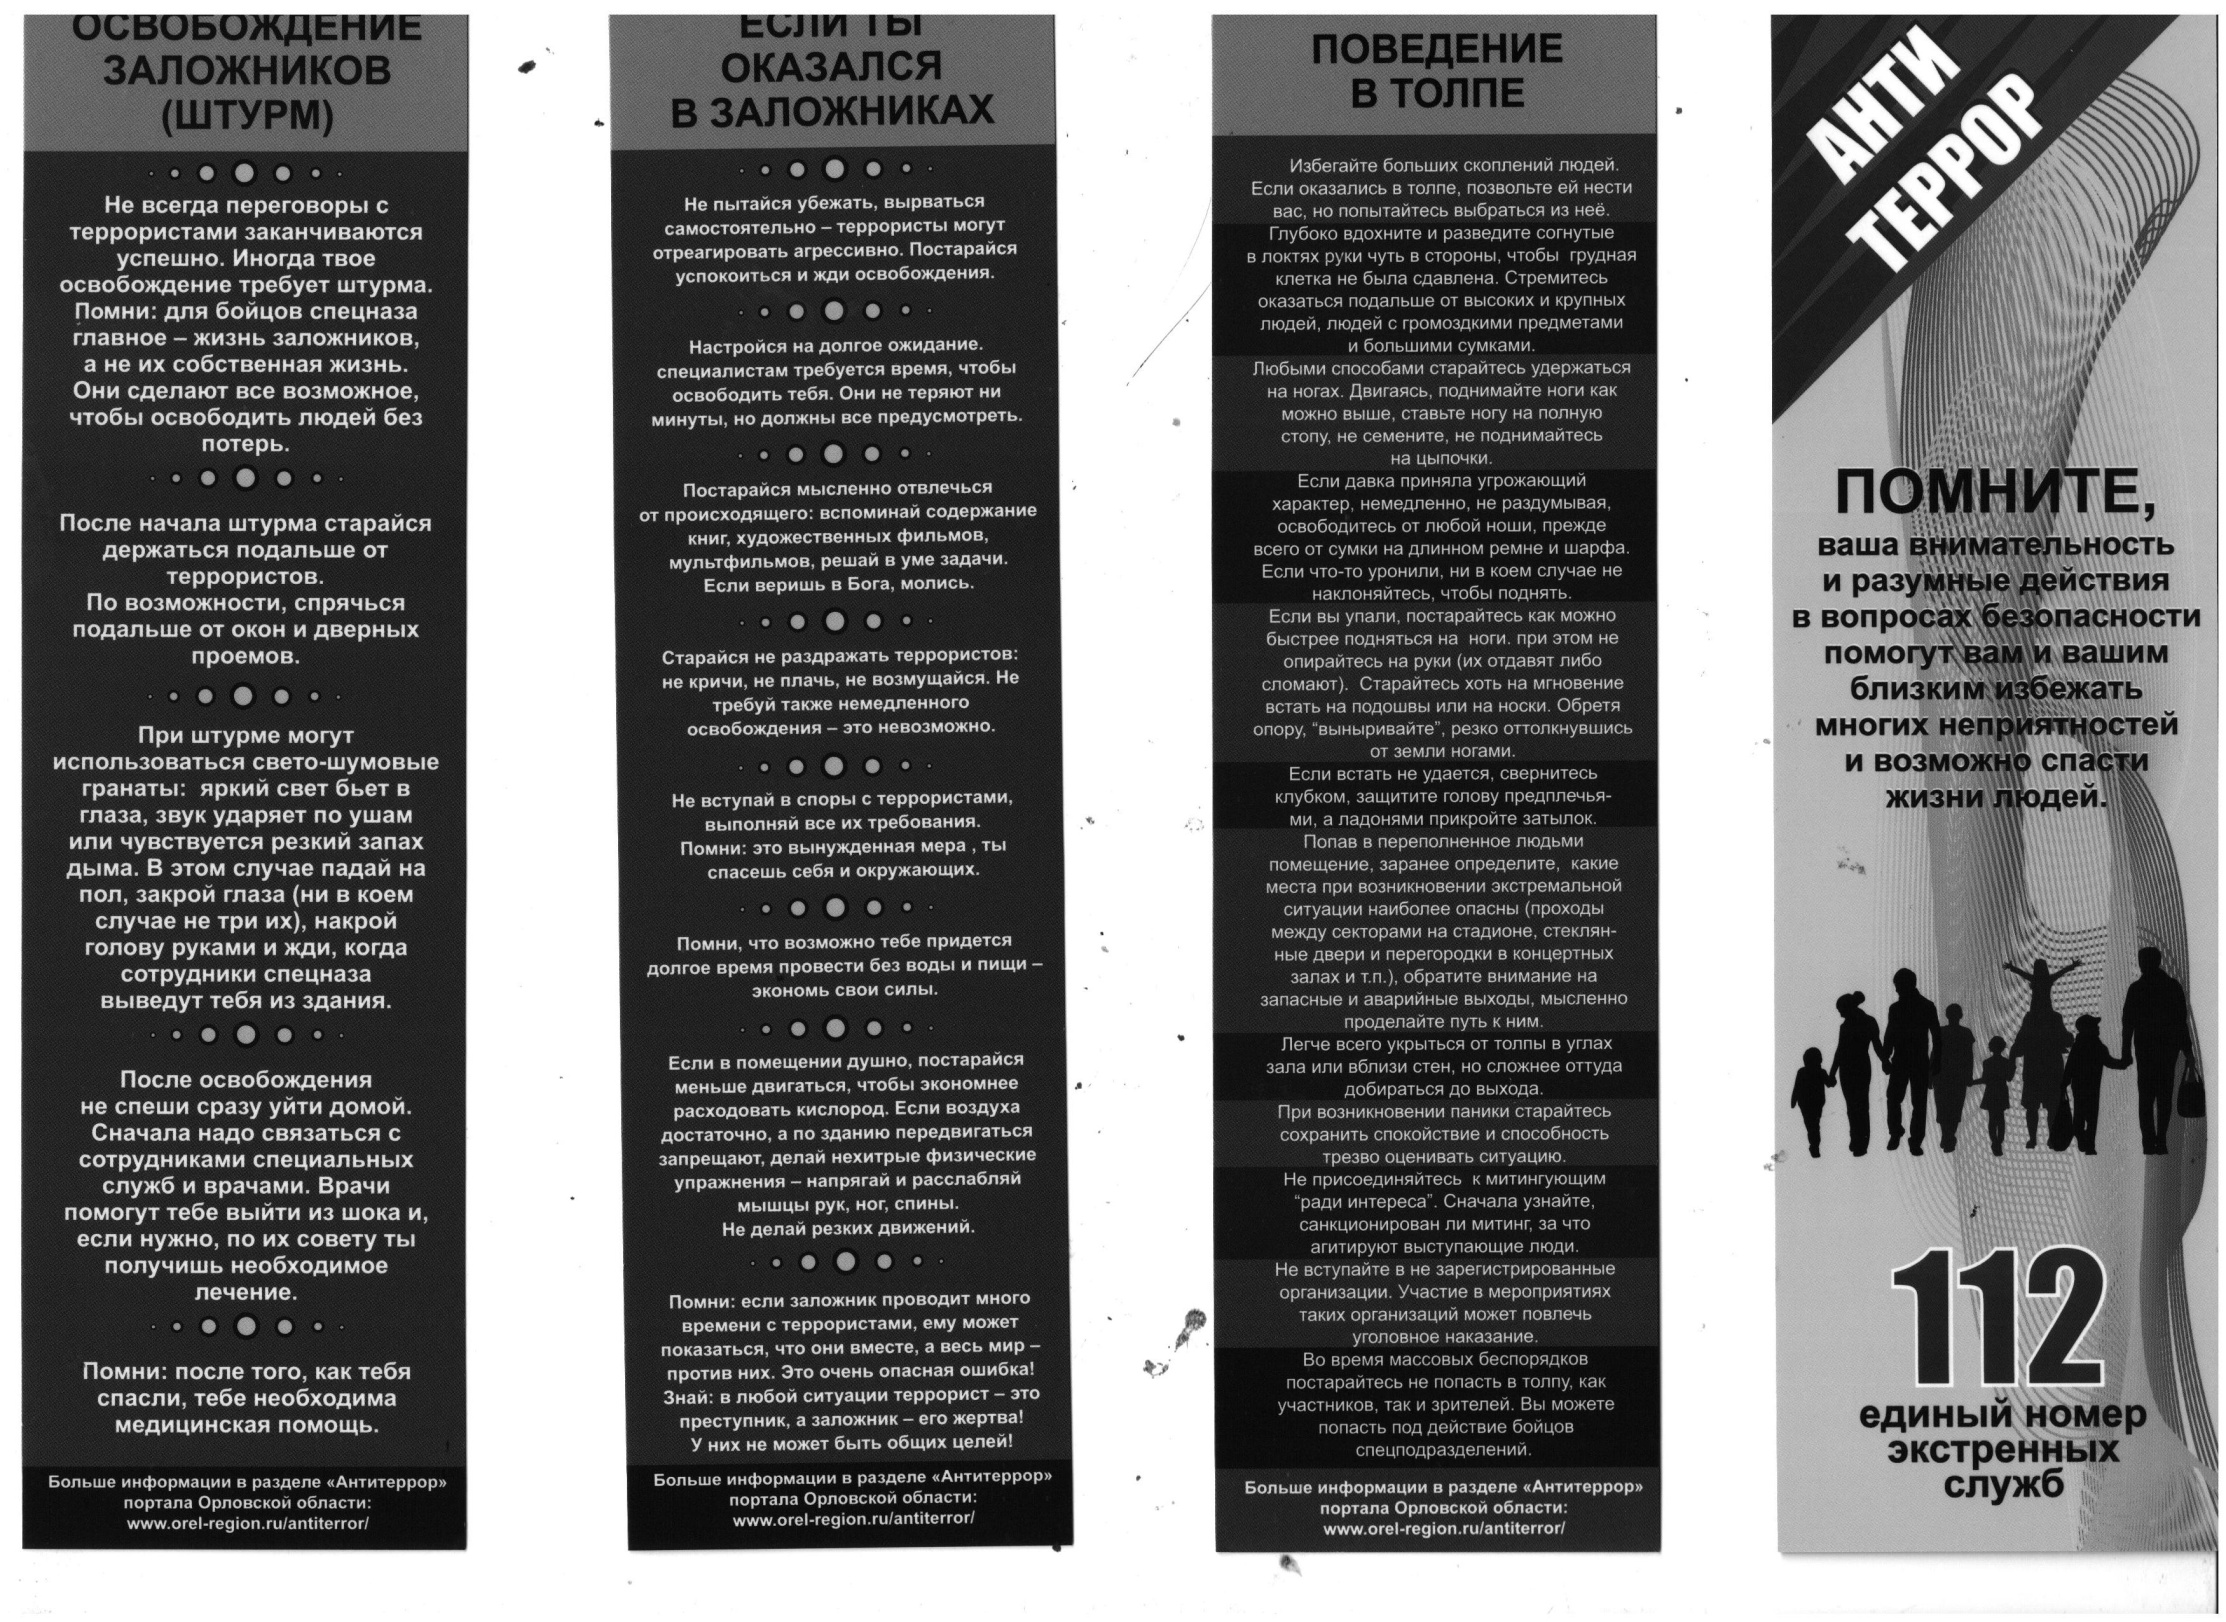 ОСВОБОЖДЕНИЕ
ЗАЛОЖНИКОВ
(ШТУРМ)
Не всегда переговоры с
террористами заканчиваются
успешно. Иногда твое
освобождение требует штурма.
Помни: для бойцов спецназа
главное – жизнь заложников,
а не их собственная жизнь.
Они сделают все возможное,
чтобы освободить людей без
потерь.
После начала штурма старайся
держаться подальше от
террористов.
По возможности, спрячься
подальше от окон и дверных
проемов.
При штурме могут
использоваться свето-шумовые
гранаты: яркий свет бьет в
глаза, звук ударяет по ушам
или чувствуется резкий запах
дыма. В этом случае падай на
пол, закрой глаза (ни в коем
случае не три их), накрой
голову руками и жди, когда
сотрудники спецназа
выведут тебя из здания.
После освобождения
не спеши сразу уйти домой.
Сначала надо связаться с
сотрудниками специальных
служб и врачами. Врачи
помогут тебе выйти из шока и,
если нужно, по их совету ты
получишь необходимое
лечение.
Помни: после того, как тебя
спасли, тебе необходима
медицинская помощь.
Больше информации в разделе «Антитеррор»
портала Орловской области:
www.orel-region.ru/antiterror/
ЕСЛИ ТЫ
ОКАЗАЛСЯ
В ЗАЛОЖНИКАХ
Не пытайся убежать, вырваться
самостоятельно – террористы могут
отреагировать агрессивно. Постарайся
успокоиться и жди освобождения.
Настройся на долгое ожидание.
специалистам требуется время, чтобы
освободить тебя. Они не теряют ни
минуты, но должны все предусмотреть.
Постарайся мысленно отвлечься
от происходящего: вспоминай содержание
книг, художественных фильмов,
мультфильмов, решай в уме задачи.
Если веришь в Бога, молись.
Старайся не раздражать террористов:
не кричи, не плачь, не возмущайся. Не
требуй также немедленного
освобождения – это невозможно.
Не вступай в споры с террористами,
выполняй все их требования.
Помни: это вынужденная мера , ты
спасешь себя и окружающих.
Помни, что возможно тебе придется
долгое время провести без воды и пищи –
экономь свои силы.
Если в помещении душно, постарайся
меньше двигаться, чтобы экономнее
расходовать кислород. Если воздуха
достаточно, а по зданию передвигаться
запрещают, делай нехитрые физические
упражнения – напрягай и расслабляй
мышцы рук, ног, спины.
Не делай резких движений.
Помни: если заложник проводит много
времени с террористами, ему может
показаться, что они вместе, а весь мир –
против них. Это очень опасная ошибка!
Знай: в любой ситуации террорист – это
преступник, а заложник – его жертва!
У них не может быть общих целей!
Больше информации в разделе «Антитеррор»
портала Орловской области:
www.orel-region.ru/antiterror/
ПОВЕДЕНИЕ
В ТОЛПЕ
Избегайте больших скоплений людей.
Если оказались в толпе, позвольте ей нести
вас, но попытайтесь выбраться из неё.
Глубоко вдохните и разведите согнутые
в локтях руки чуть в стороны, чтобы грудная
клетка не была сдавлена. Стремитесь
оказаться подальше от высоких и крупных
людей, людей с громоздкими предметами
и большими сумками.
Любыми способами старайтесь удержаться
на ногах. Двигаясь, поднимайте ноги как
можно выше, ставьте ногу на полную
стопу, не семените, не поднимайтесь
на цыпочки.
Если давка приняла угрожающий
характер, немедленно, не раздумывая,
освободитесь от любой ноши, прежде
всего от сумки на длинном ремне и шарфа.
Если что-то уронили, ни в коем случае не
наклоняйтесь, чтобы поднять.
Если вы упали, постарайтесь как можно
быстрее подняться на ноги. при этом не
опирайтесь на руки (их отдавят либо
сломают). Старайтесь хоть на мгновение
встать на подошвы или на носки. Обретя
опору, “выныривайте”, резко оттолкнувшись
от земли ногами.
Если встать не удается, свернитесь
клубком, защитите голову предплечья-
ми, а ладонями прикройте затылок.
Попав в переполненное людьми
помещение, заранее определите, какие
места при возникновении экстремальной
ситуации наиболее опасны (проходы
между секторами на стадионе, стеклян-
ные двери и перегородки в концертных
залах и т.п.), обратите внимание на
запасные и аварийные выходы, мысленно
проделайте путь к ним.
Легче всего укрыться от толпы в углах
зала или вблизи стен, но сложнее оттуда
добираться до выхода.
При возникновении паники старайтесь
сохранить спокойствие и способность
трезво оценивать ситуацию.
Не присоединяйтесь к митингующим
“ради интереса”. Сначала узнайте,
санкционирован ли митинг, за что
агитируют выступающие люди.
Не вступайте в не зарегистрированные
организации. Участие в мероприятиях
таких организаций может повлечь
уголовное наказание.
Во время массовых беспорядков
постарайтесь не попасть в толпу, как
участников, так и зрителей. Вы можете
попасть под действие бойцов
спецподразделений.
Больше информации в разделе «Антитеррор»
портала Орловской области:
www.orel-region.ru/antiterror/
АНТИ
ТЕРРОР
ПОМНИТЕ,
ваша внимательность
и разумные действия
в вопросах безопасности
помогут вам и вашим
близким избежать
многих неприятностей
и возможно спасти
жизни людей.
112
единый номер
экстренных
служб